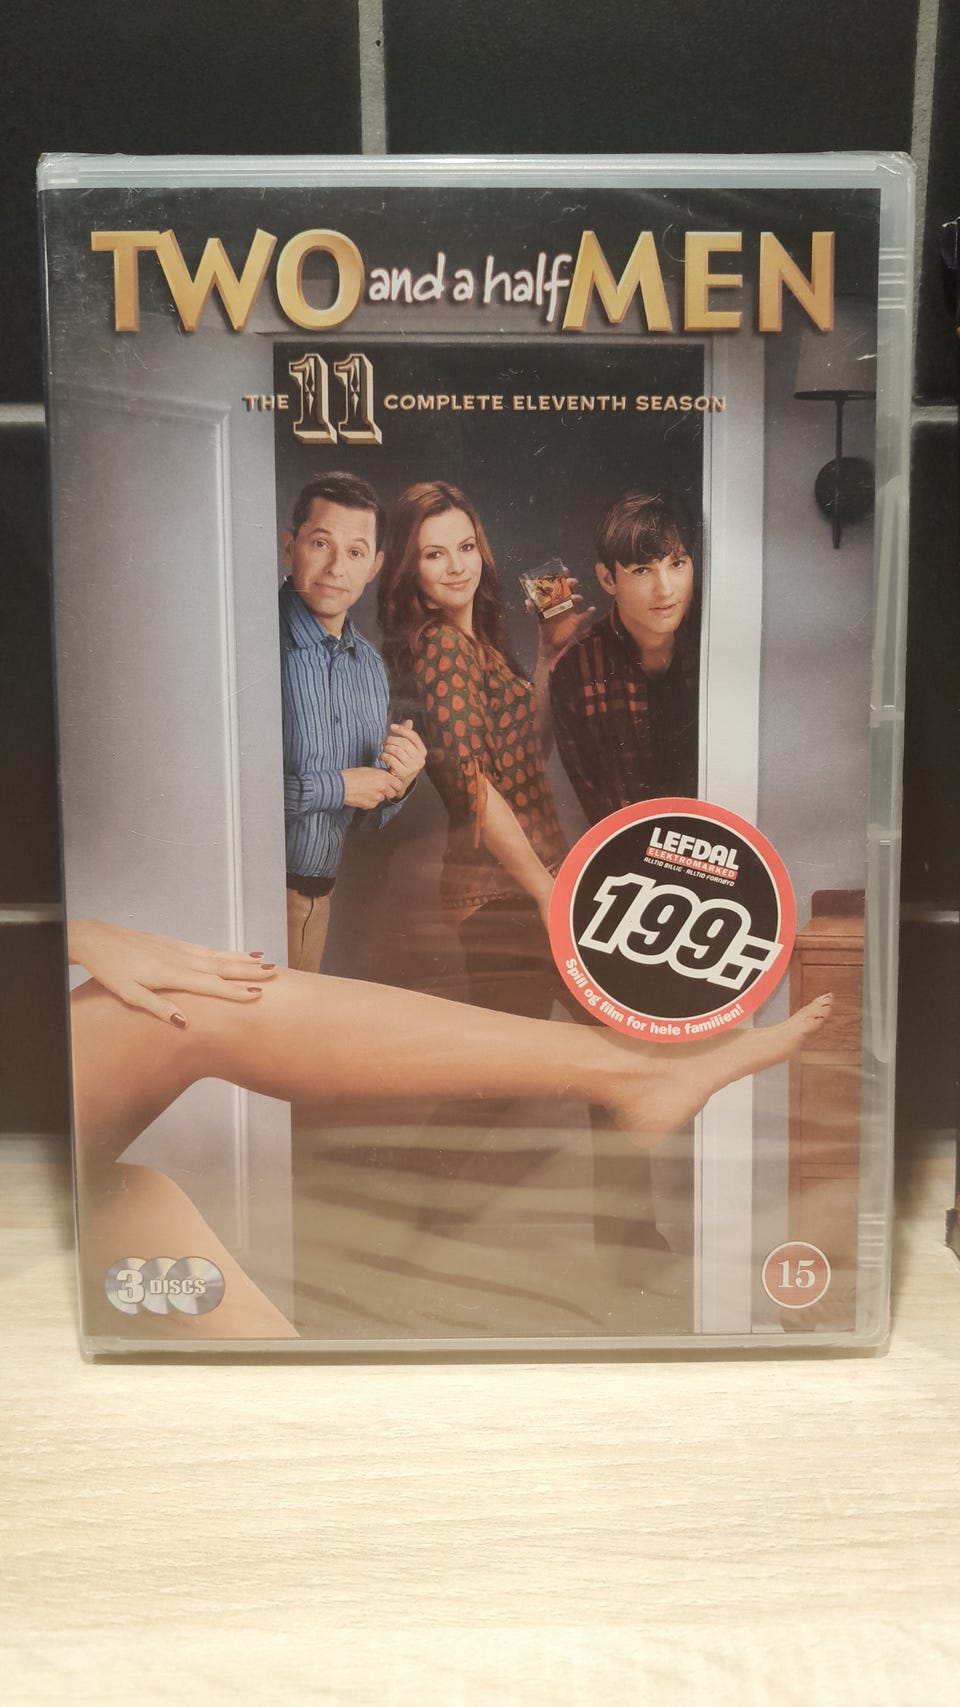 TWO and a half MEN
THE 11 COMPLETE ELEVENTH SEASON
LEFDAL
ELEKTROMARKED
ALLTID BILLIG - ALLTID FORNØYD
199:-
Spill og film for hele familien!
3 DISCS
15